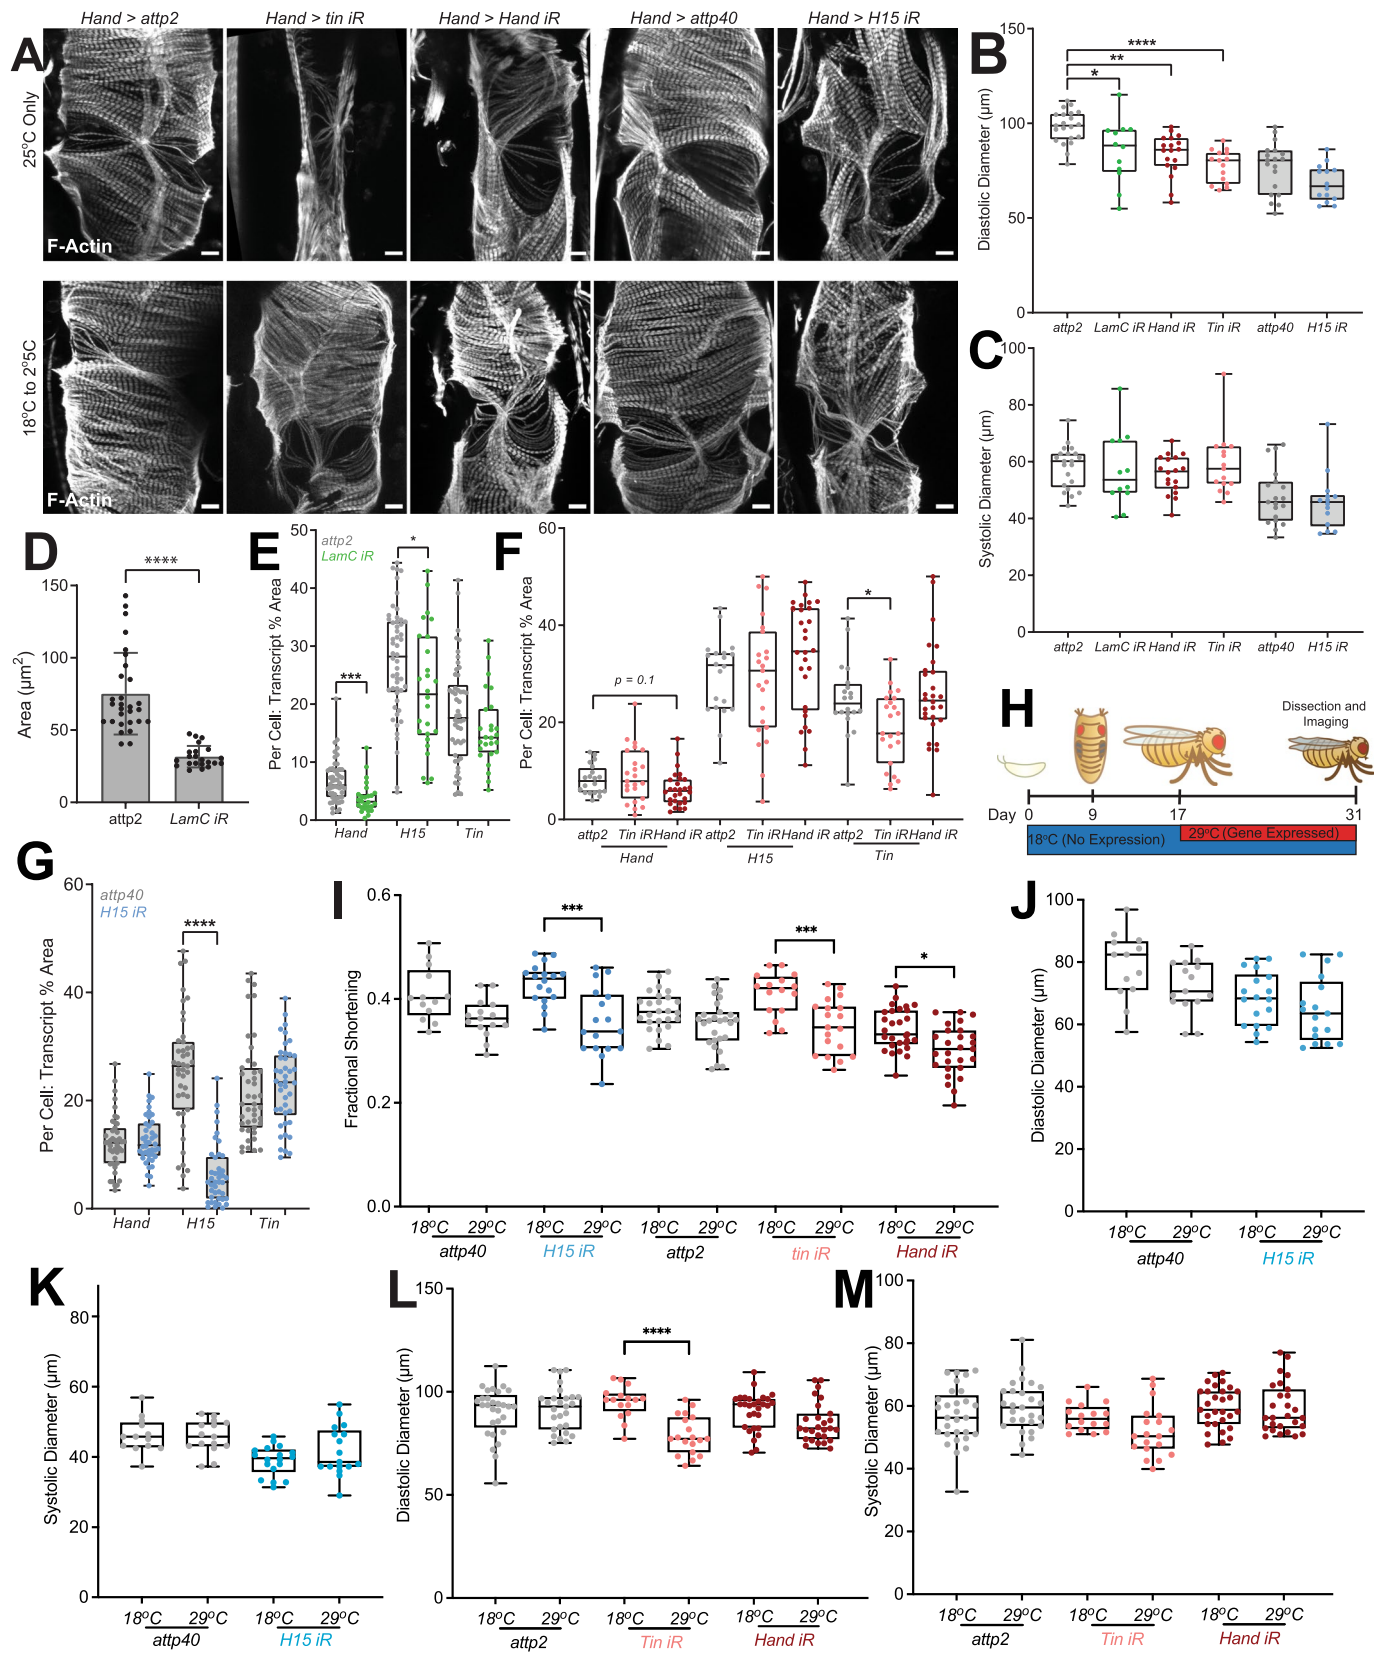 Hand > attp2 Hand > tin iR Hand > Hand iR Hand > attp40 Hand > H15 iR
A
25°C Only
F-Actin
18°C to 2°5C
F-Actin
B
Diastolic Diameter (μm)
150
100
50
0
* ** ****
attp2 LamC iR Hand iR Tin iR attp40 H15 iR
C
Systolic Diameter (μm)
100
80
60
40
20
0
attp2 LamC iR Hand iR Tin iR attp40 H15 iR
D
Area (μm²)
150
100
50
0
****
attp2 LamC iR
E
Per Cell: Transcript % Area
50
40
30
20
10
0
attp2
LamC iR
*** *
Hand H15 Tin
F
Per Cell: Transcript % Area
60
40
20
0
p = 0.1
*
attp2 Tin iR Hand iR attp2 Tin iR Hand iR attp2 Tin iR Hand iR
Hand H15 Tin
H
Dissection and
Imaging
Day 0 9 17 31
18°C (No Expression) 29°C (Gene Expressed)
G
Per Cell: Transcript % Area
60
40
20
0
attp40
H15 iR
****
Hand H15 Tin
I
Fractional Shortening
0.6
0.4
0.2
0.0
*** *** *
18°C 29°C 18°C 29°C 18°C 29°C 18°C 29°C 18°C 29°C
attp40 H15 iR attp2 tin iR Hand iR
J
Diastolic Diameter (μm)
100
80
60
40
20
0
18°C 29°C 18°C 29°C
attp40 H15 iR
K
Systolic Diameter (μm)
80
60
40
20
0
18°C 29°C 18°C 29°C
attp40 H15 iR
L
Diastolic Diameter (μm)
150
100
50
0
****
18°C 29°C 18°C 29°C 18°C 29°C
attp2 Tin iR Hand iR
M
Systolic Diameter (μm)
100
80
60
40
20
0
18°C 29°C 18°C 29°C 18°C 29°C
attp2 Tin iR Hand iR